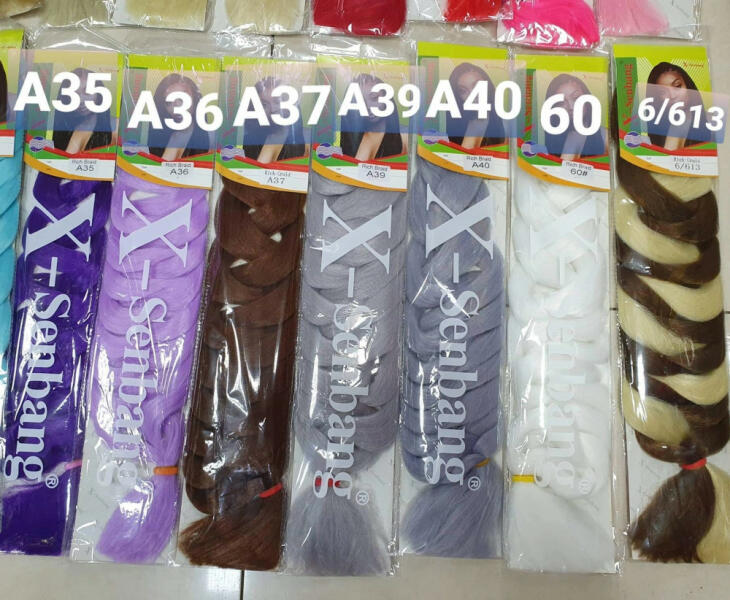 A35
A36
A37
A39
A40
60
6/613
X-Senbang
Rich Braid
A35
Rich Braid
A36
Rich Braid
A37
Rich Braid
A39
Rich Braid
A40
Rich Braid
60#
Rich Braid
6/613
X-Senbang®
X-Senbang
X-Senbang®
X-Senbang®